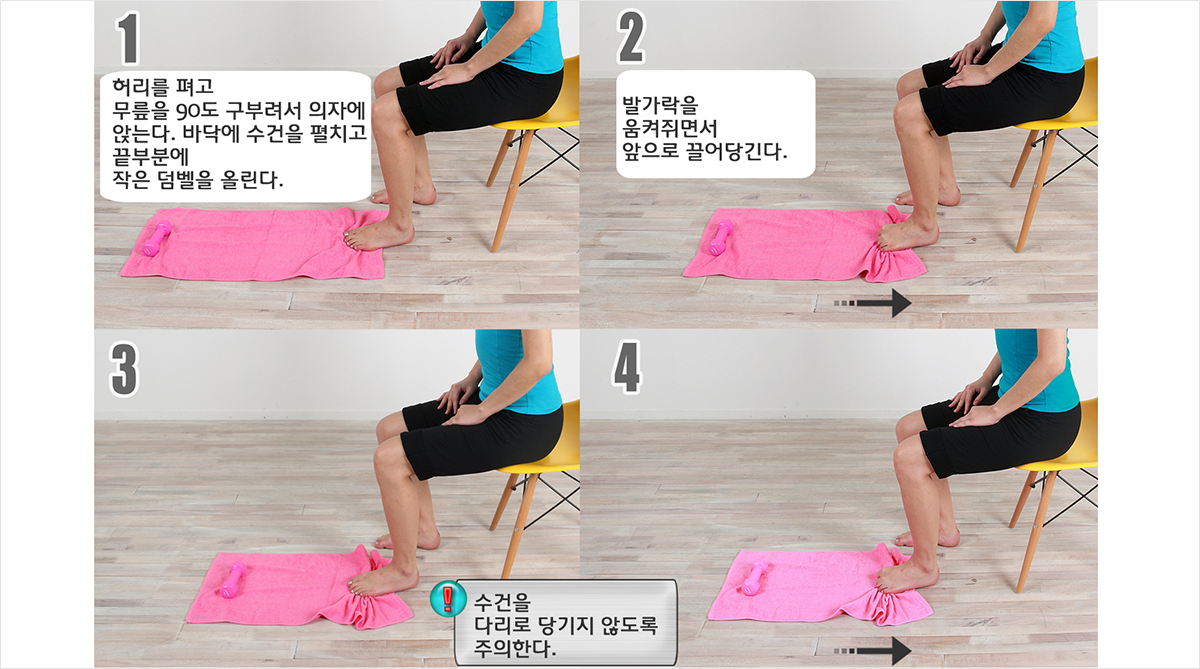 1
허리를 펴고
무릎을 90도 구부려서 의자에
앉는다. 바닥에 수건을 펼치고
끝부분에
작은 덤벨을 올린다.
2
발가락을
움켜쥐면서
앞으로 끌어당긴다.
3
!
수건을
다리로 당기지 않도록
주의한다.
4